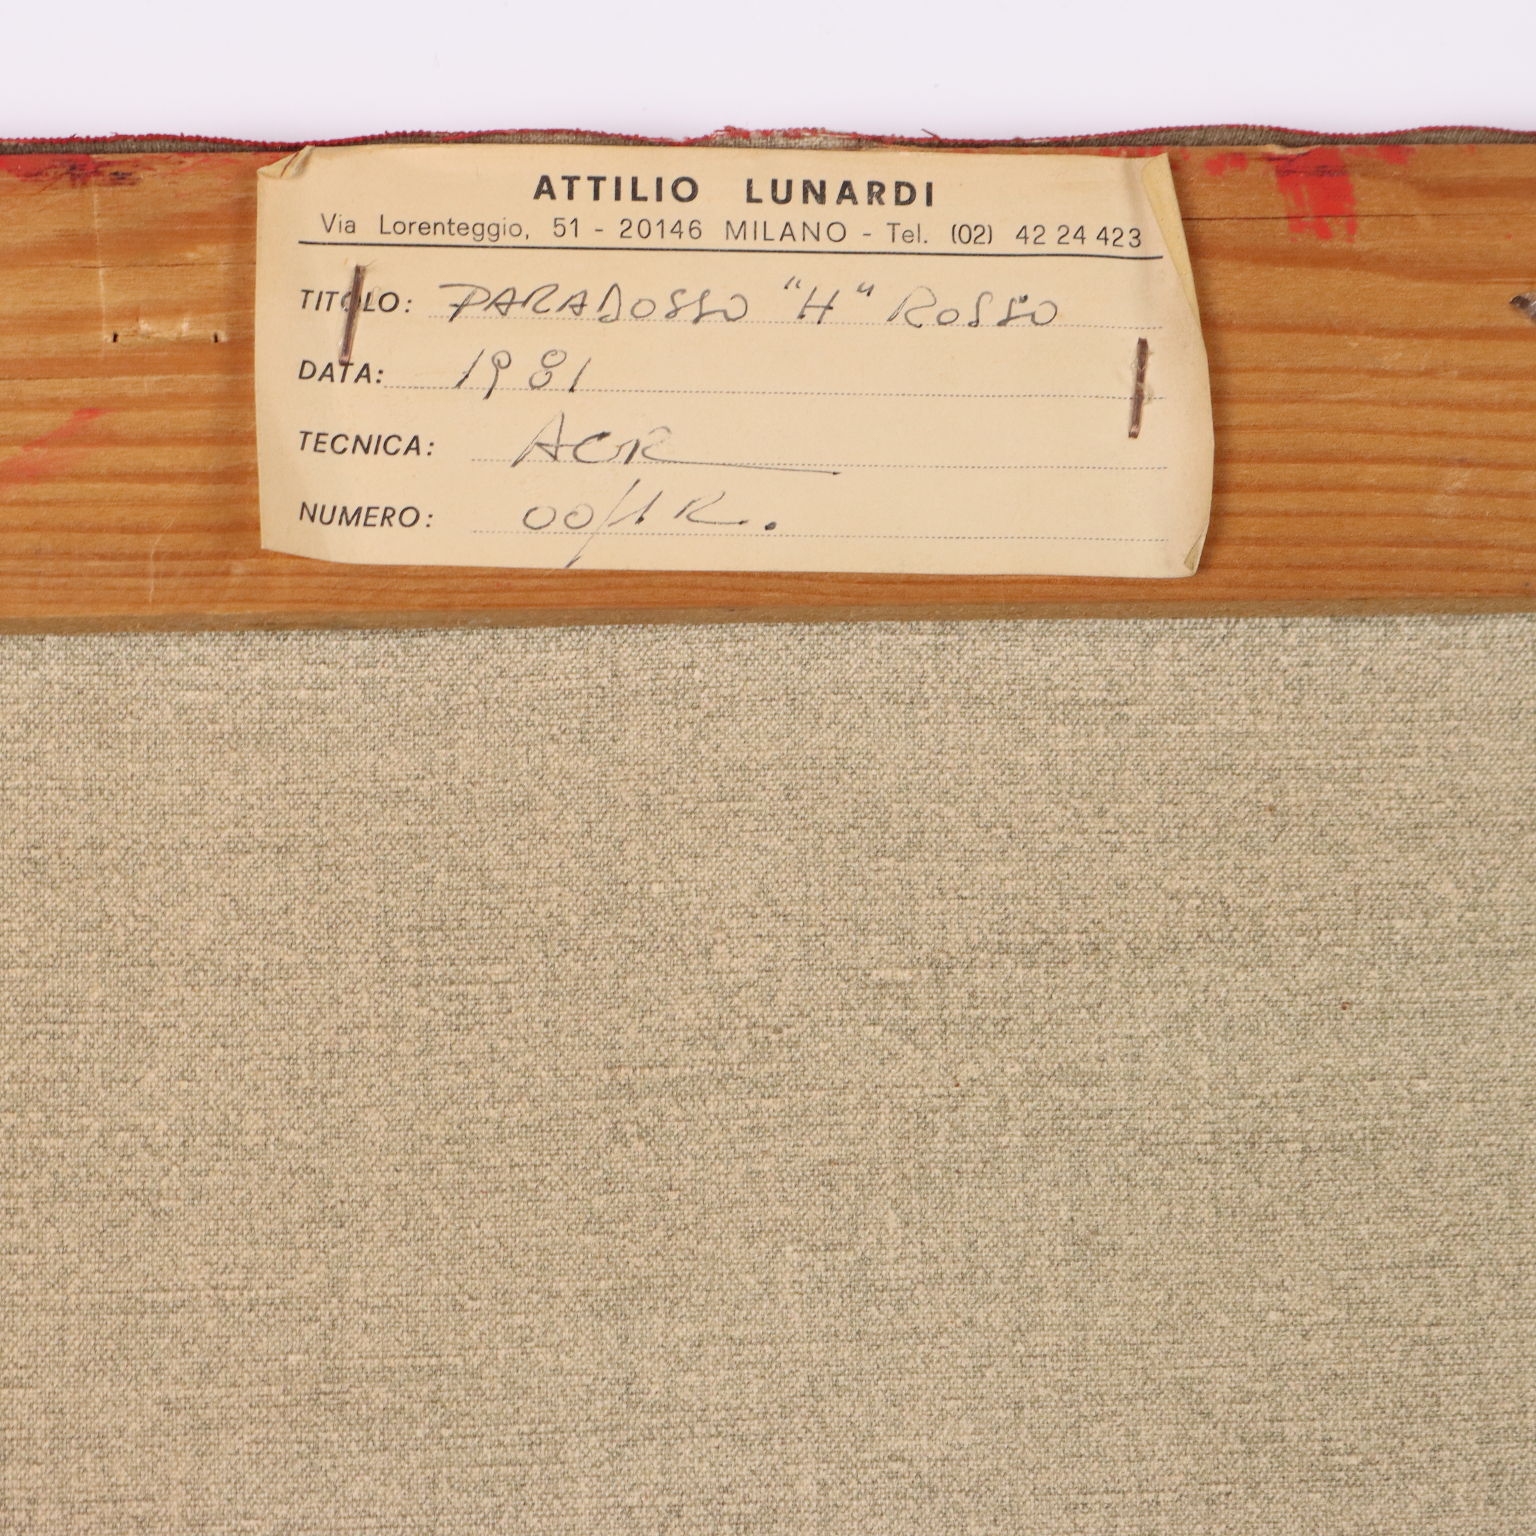 ATTILIO LUNARDI
Via Lorenteggio, 51 - 20146 MILANO - Tel. (02) 42 24 423
TITOLO: PARADOSSO "H" ROSSO
DATA: 1981
TECNICA: ACR
NUMERO: 00/1R.